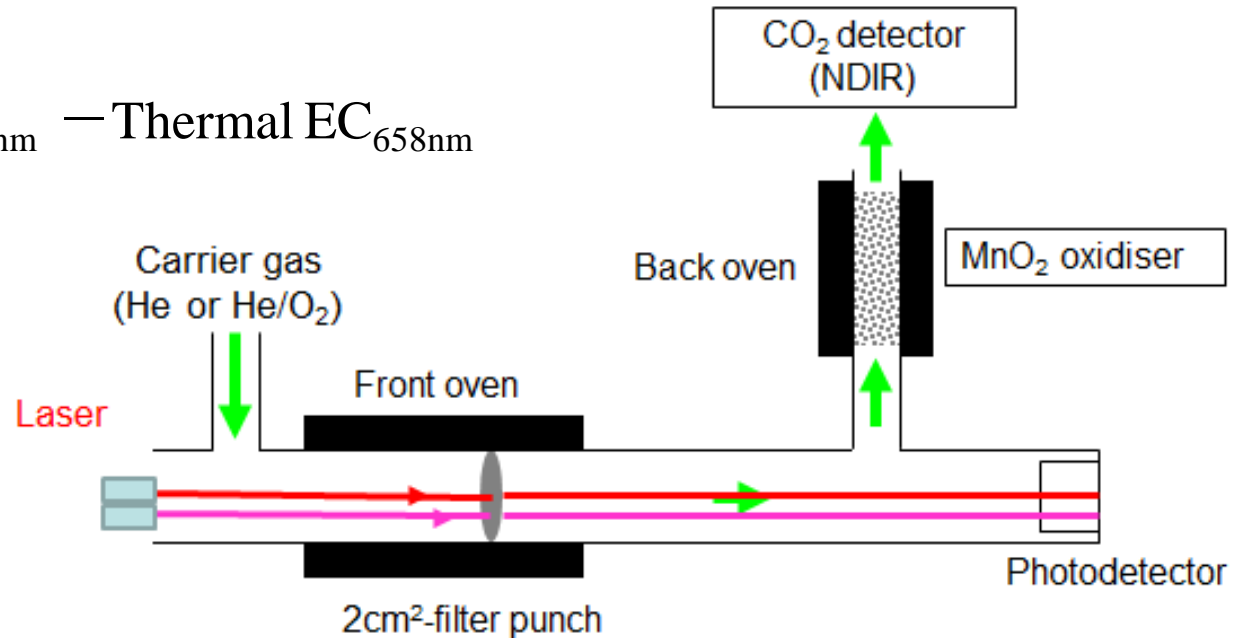 CO₂ detector
(NDIR)
nm — Thermal EC₆₅₈ₙₘ
Carrier gas
(He or He/O₂)
Back oven
MnO₂ oxidiser
Front oven
Laser
Photodetector
2cm²-filter punch